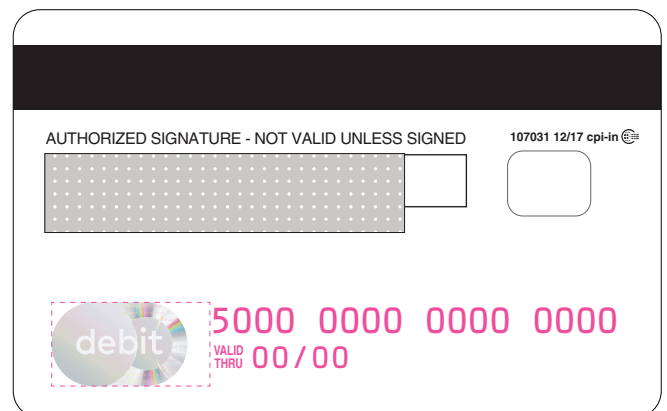 AUTHORIZED SIGNATURE - NOT VALID UNLESS SIGNED 107031 12/17 cpi-in
debit 5000 0000 0000 0000
VALID THRU 00/00